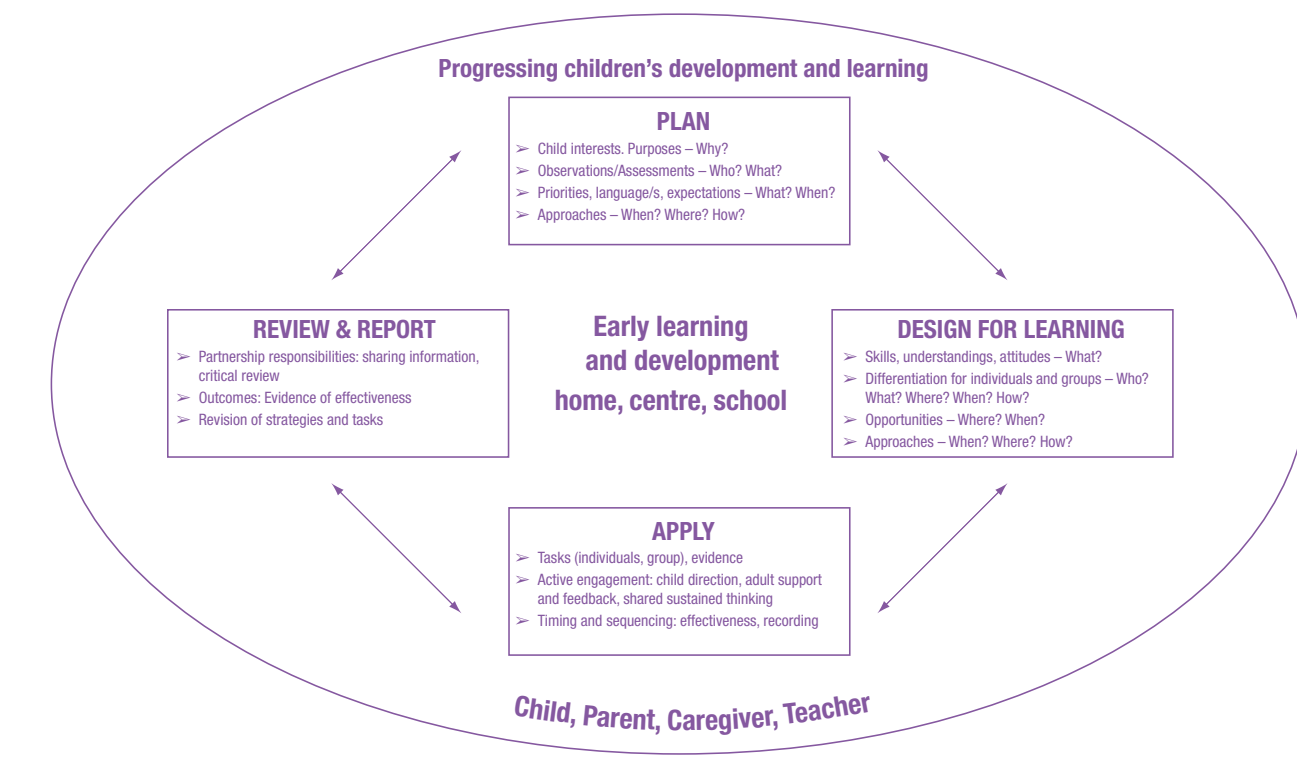 Progressing children’s development and learning
PLAN
➢ Child interests. Purposes – Why?
➢ Observations/Assessments – Who? What?
➢ Priorities, language/s, expectations – What? When?
➢ Approaches – When? Where? How?
REVIEW & REPORT
➢ Partnership responsibilities: sharing information,
critical review
➢ Outcomes: Evidence of effectiveness
➢ Revision of strategies and tasks
Early learning
and development
home, centre, school
DESIGN FOR LEARNING
➢ Skills, understandings, attitudes – What?
➢ Differentiation for individuals and groups – Who?
What? Where? When? How?
➢ Opportunities – Where? When?
➢ Approaches – When? Where? How?
APPLY
➢ Tasks (individuals, group), evidence
➢ Active engagement: child direction, adult support
and feedback, shared sustained thinking
➢ Timing and sequencing: effectiveness, recording
Child, Parent, Caregiver, Teacher